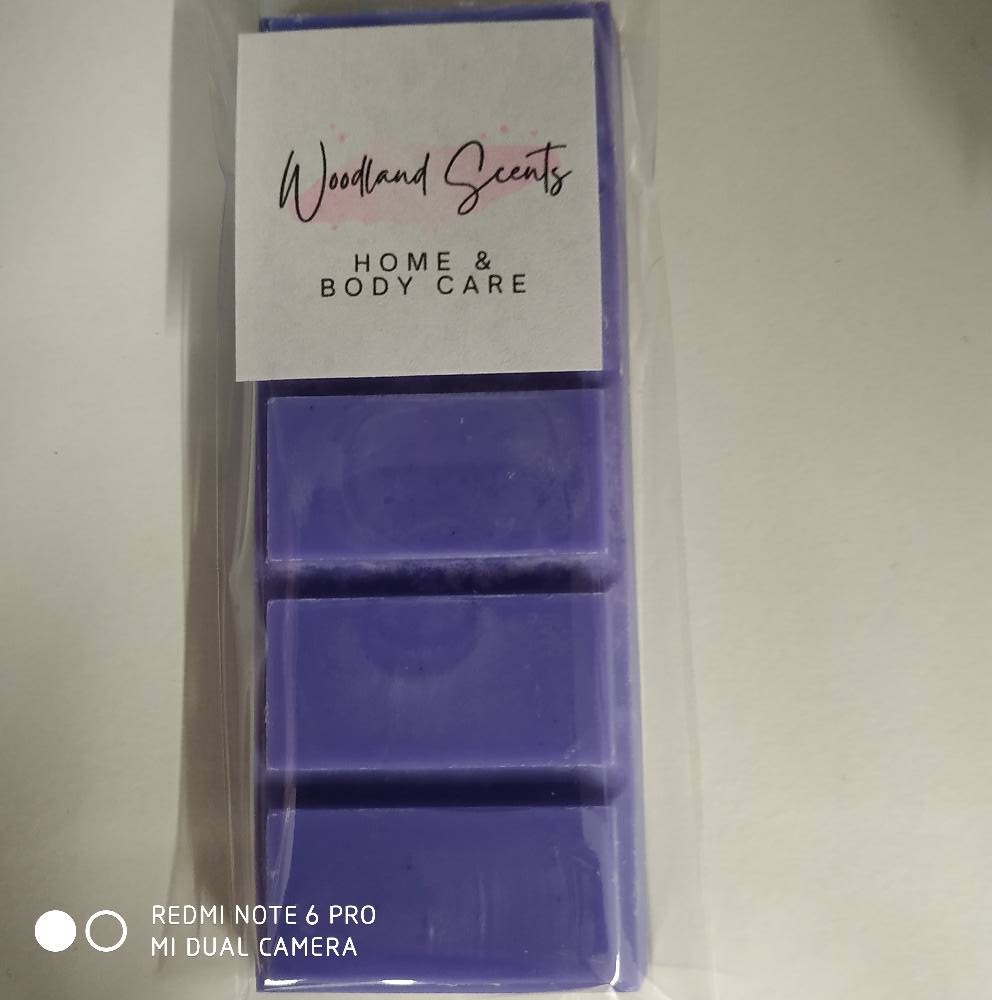 Woodland Scents
HOME &
BODY CARE
REDMI NOTE 6 PRO
MI DUAL CAMERA